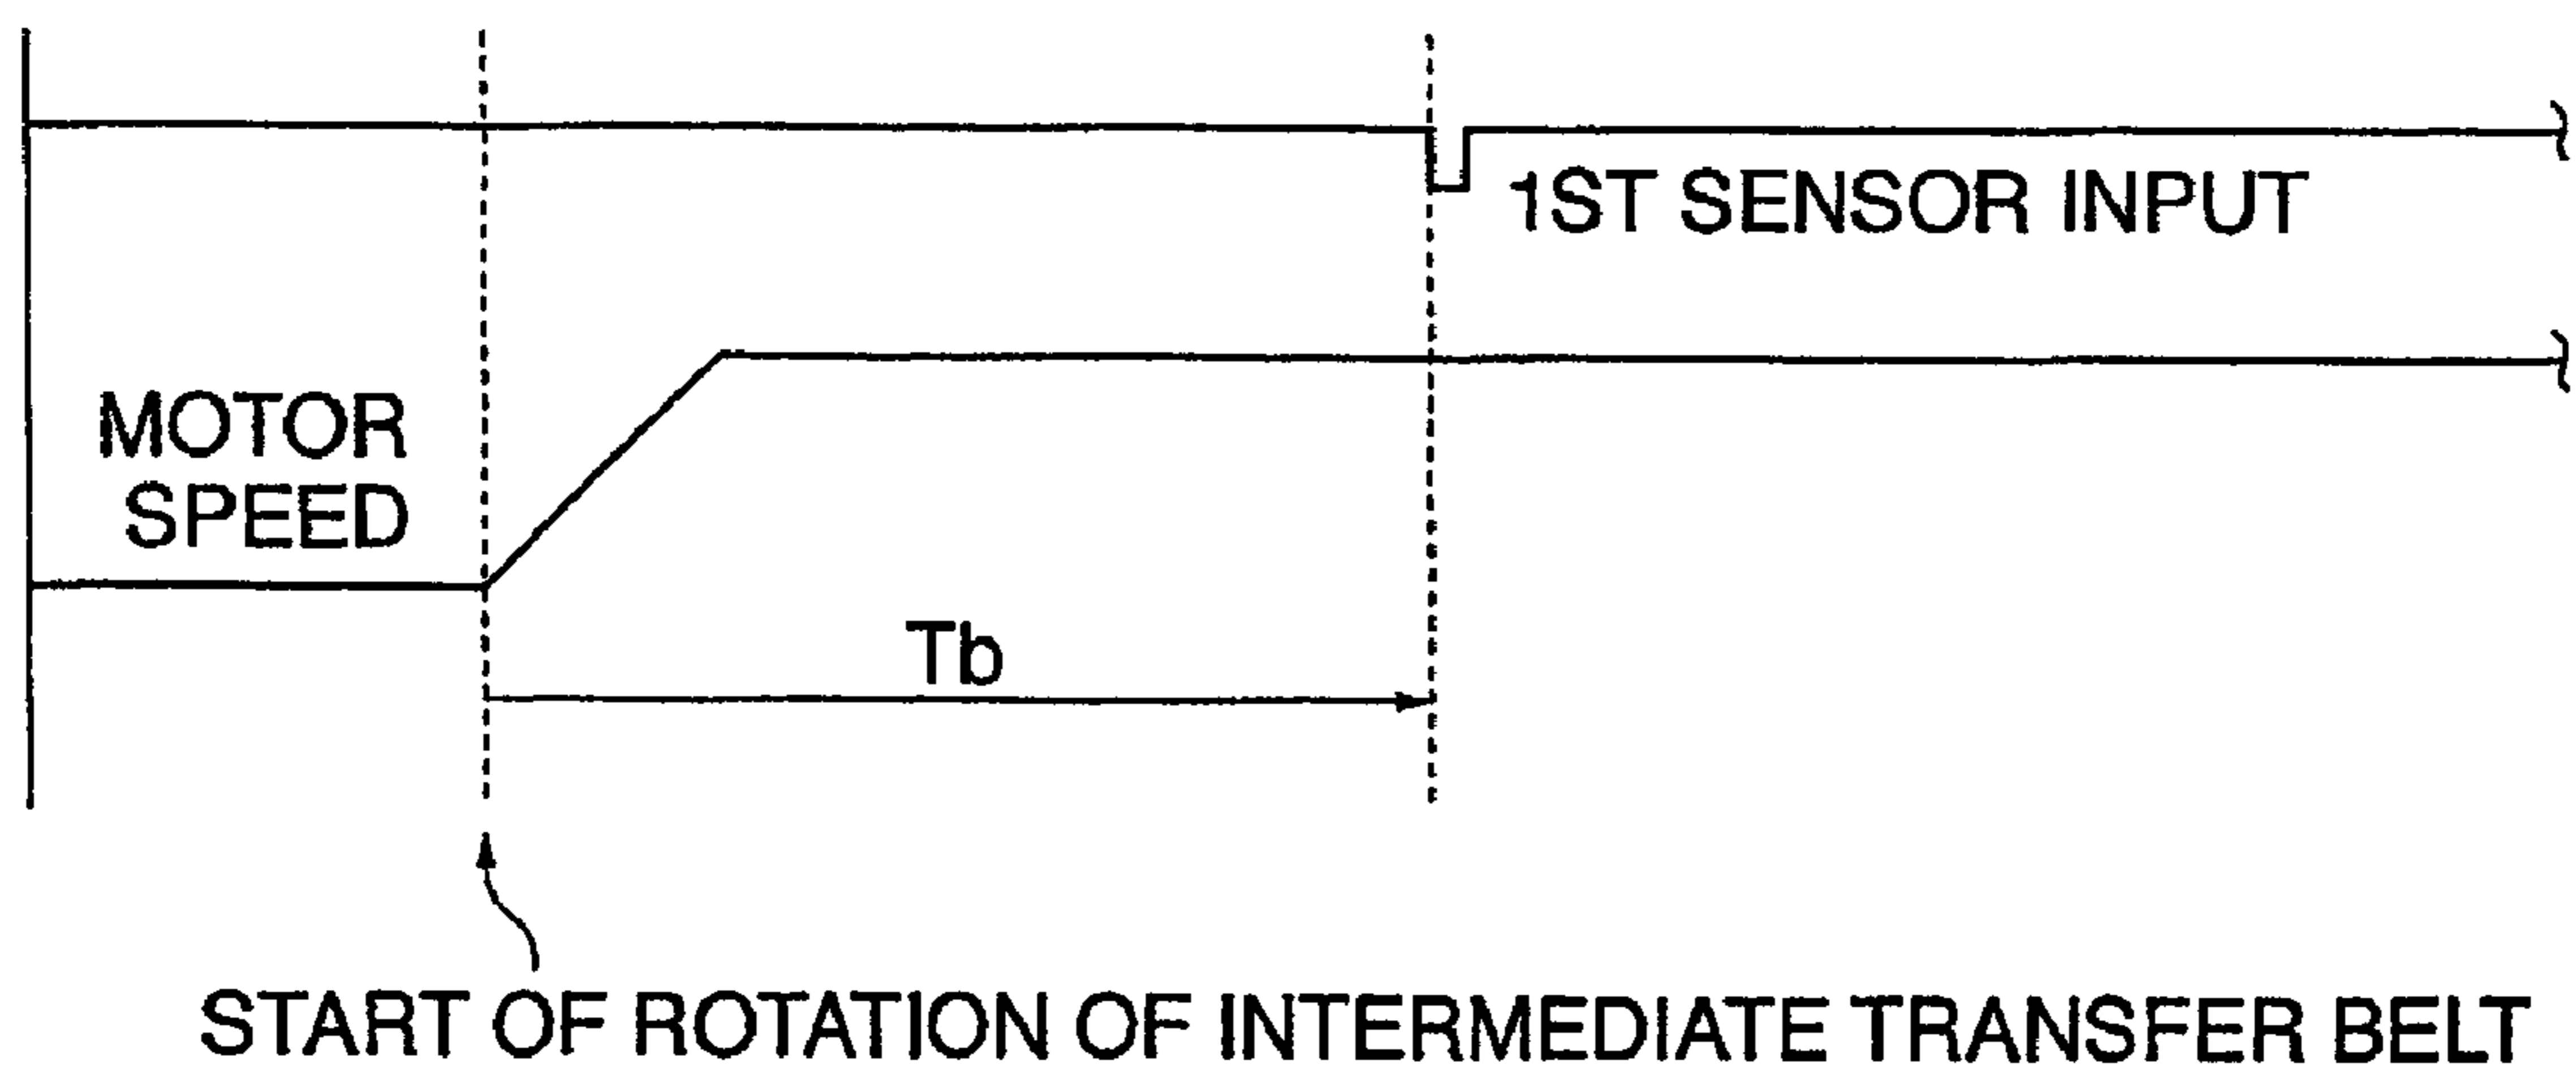 1ST SENSOR INPUT
MOTOR
SPEED
Tb
START OF ROTATION OF INTERMEDIATE TRANSFER BELT